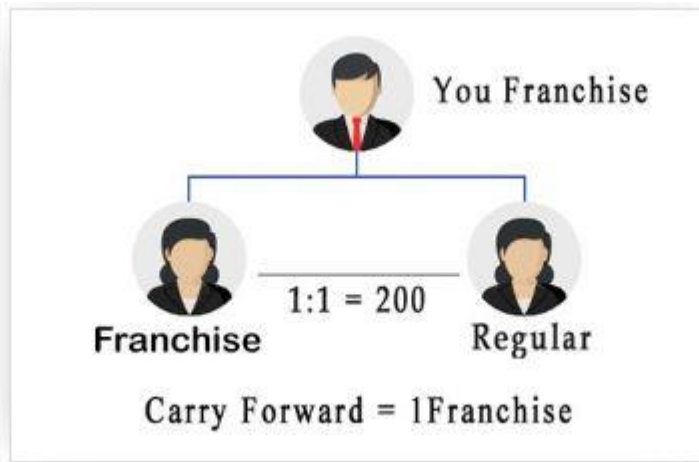 You Franchise
1:1 = 200
Franchise
Regular
Carry Forward = 1Franchise